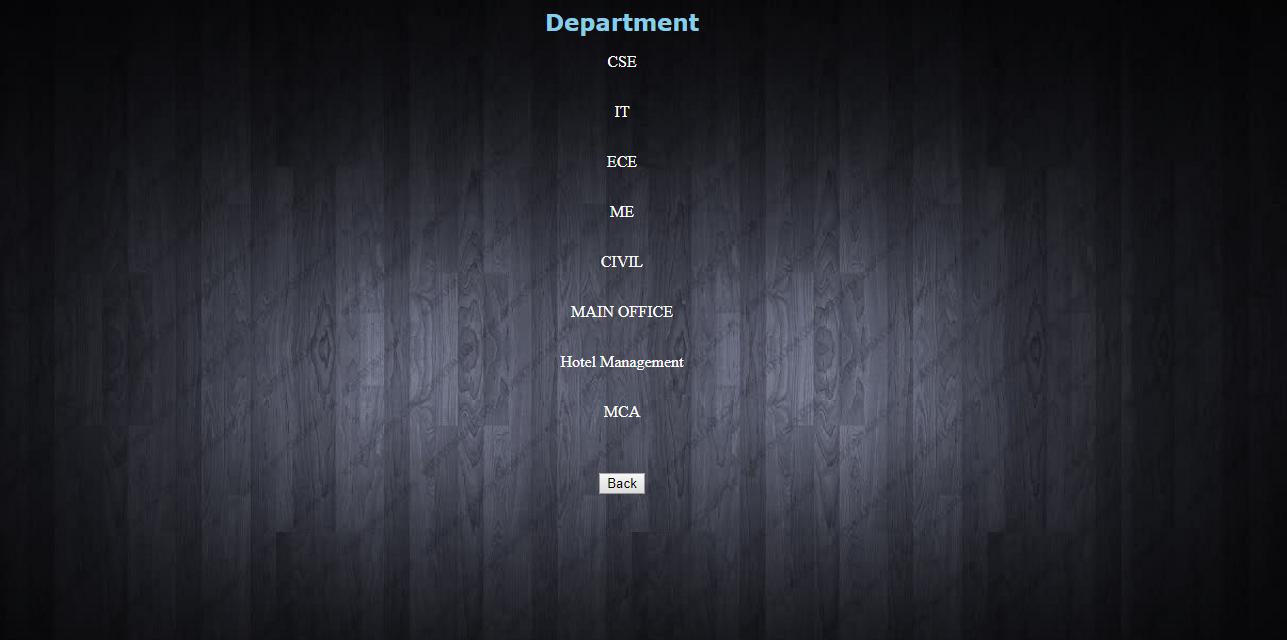 Department
CSE
IT
ECE
ME
CIVIL
MAIN OFFICE
Hotel Management
MCA
Back